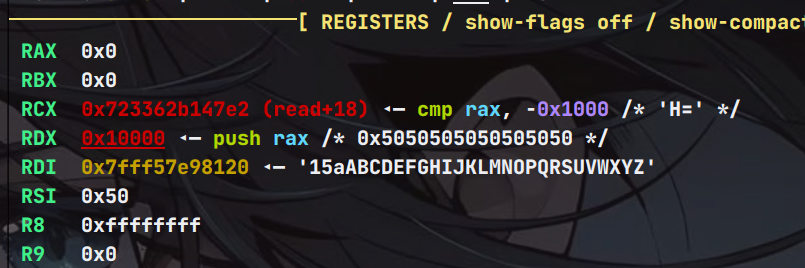 [ REGISTERS / show-flags off / show-compact
RAX 0x0
RBX 0x0
RCX 0x723362b147e2 (read+18) ◂— cmp rax, -0x1000 /* 'H=' */
RDX 0x10000 ◂— push rax /* 0x5050505050505050 */
RDI 0x7fff57e98120 ◂— '15aABCDEFGHIJKLMNOPQRSUVWXYZ'
RSI 0x50
R8 0xffffffff
R9 0x0